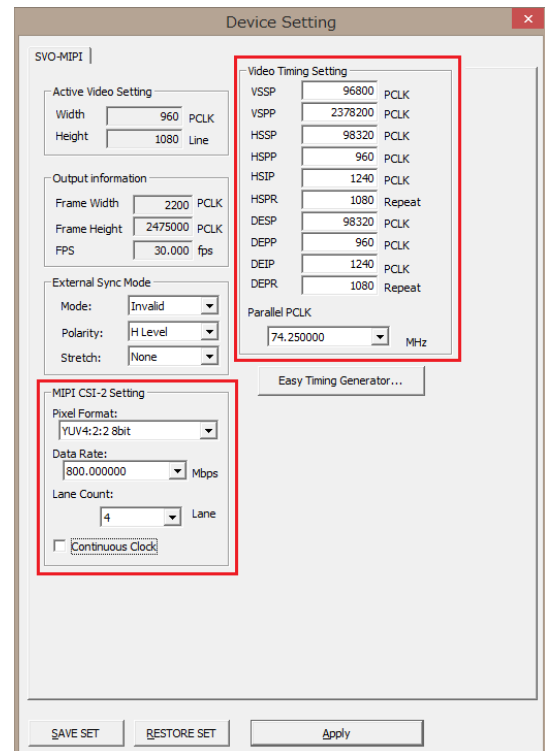 Device Setting
SVO-MIPI
Active Video Setting
Width 960 PCLK
Height 1080 Line
Output information
Frame Width 2200 PCLK
Frame Height 2475000 PCLK
FPS 30.000 fps
External Sync Mode
Mode: Invalid
Polarity: H Level
Stretch: None
MIPI CSI-2 Setting
Pixel Format:
YUV4:2:2 8bit
Data Rate:
800.000000 Mbps
Lane Count:
4 Lane
Continuous Clock
Video Timing Setting
VSSP 96800 PCLK
VSPP 2378200 PCLK
HSSP 98320 PCLK
HSPP 960 PCLK
HSIP 1240 PCLK
HSPR 1080 Repeat
DESP 98320 PCLK
DEPP 960 PCLK
DEIP 1240 PCLK
DEPR 1080 Repeat
Parallel PCLK
74.250000 MHz
Easy Timing Generator...
SAVE SET RESTORE SET Apply